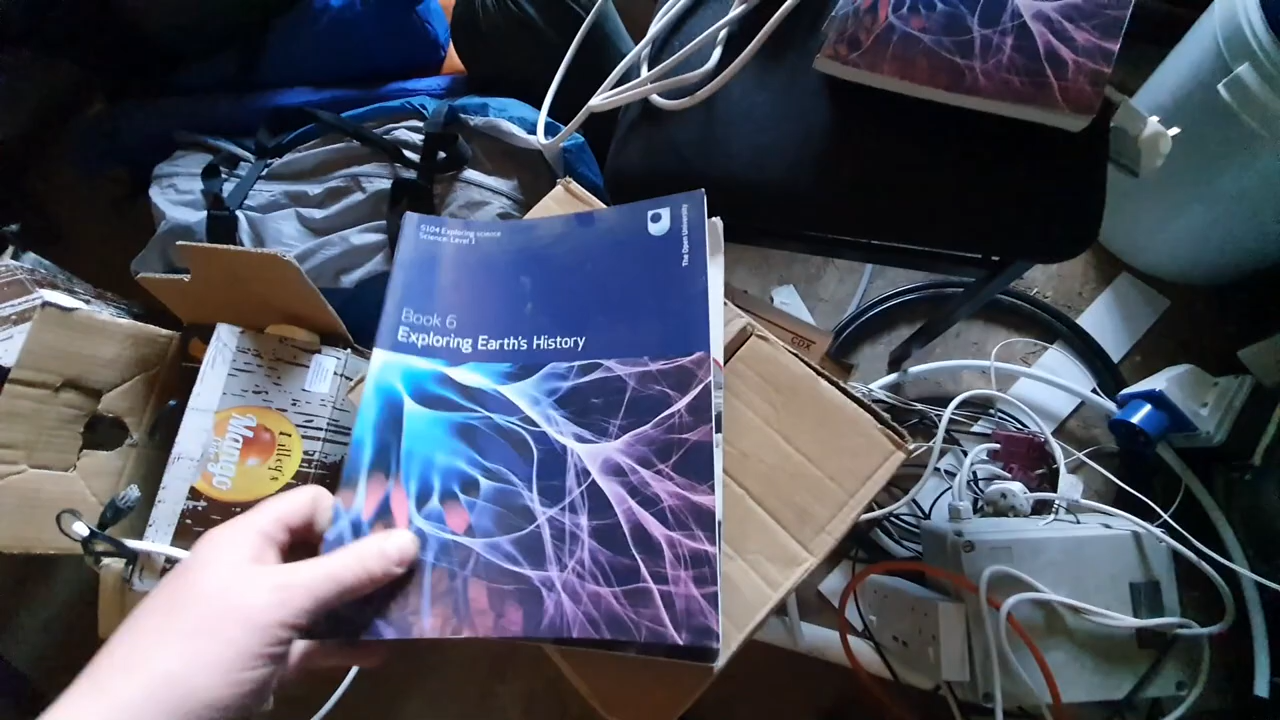 S104 Exploring science
Science: Level 1
The Open University
Book 6
Exploring Earth's History
CDX
Lilley's
Mango